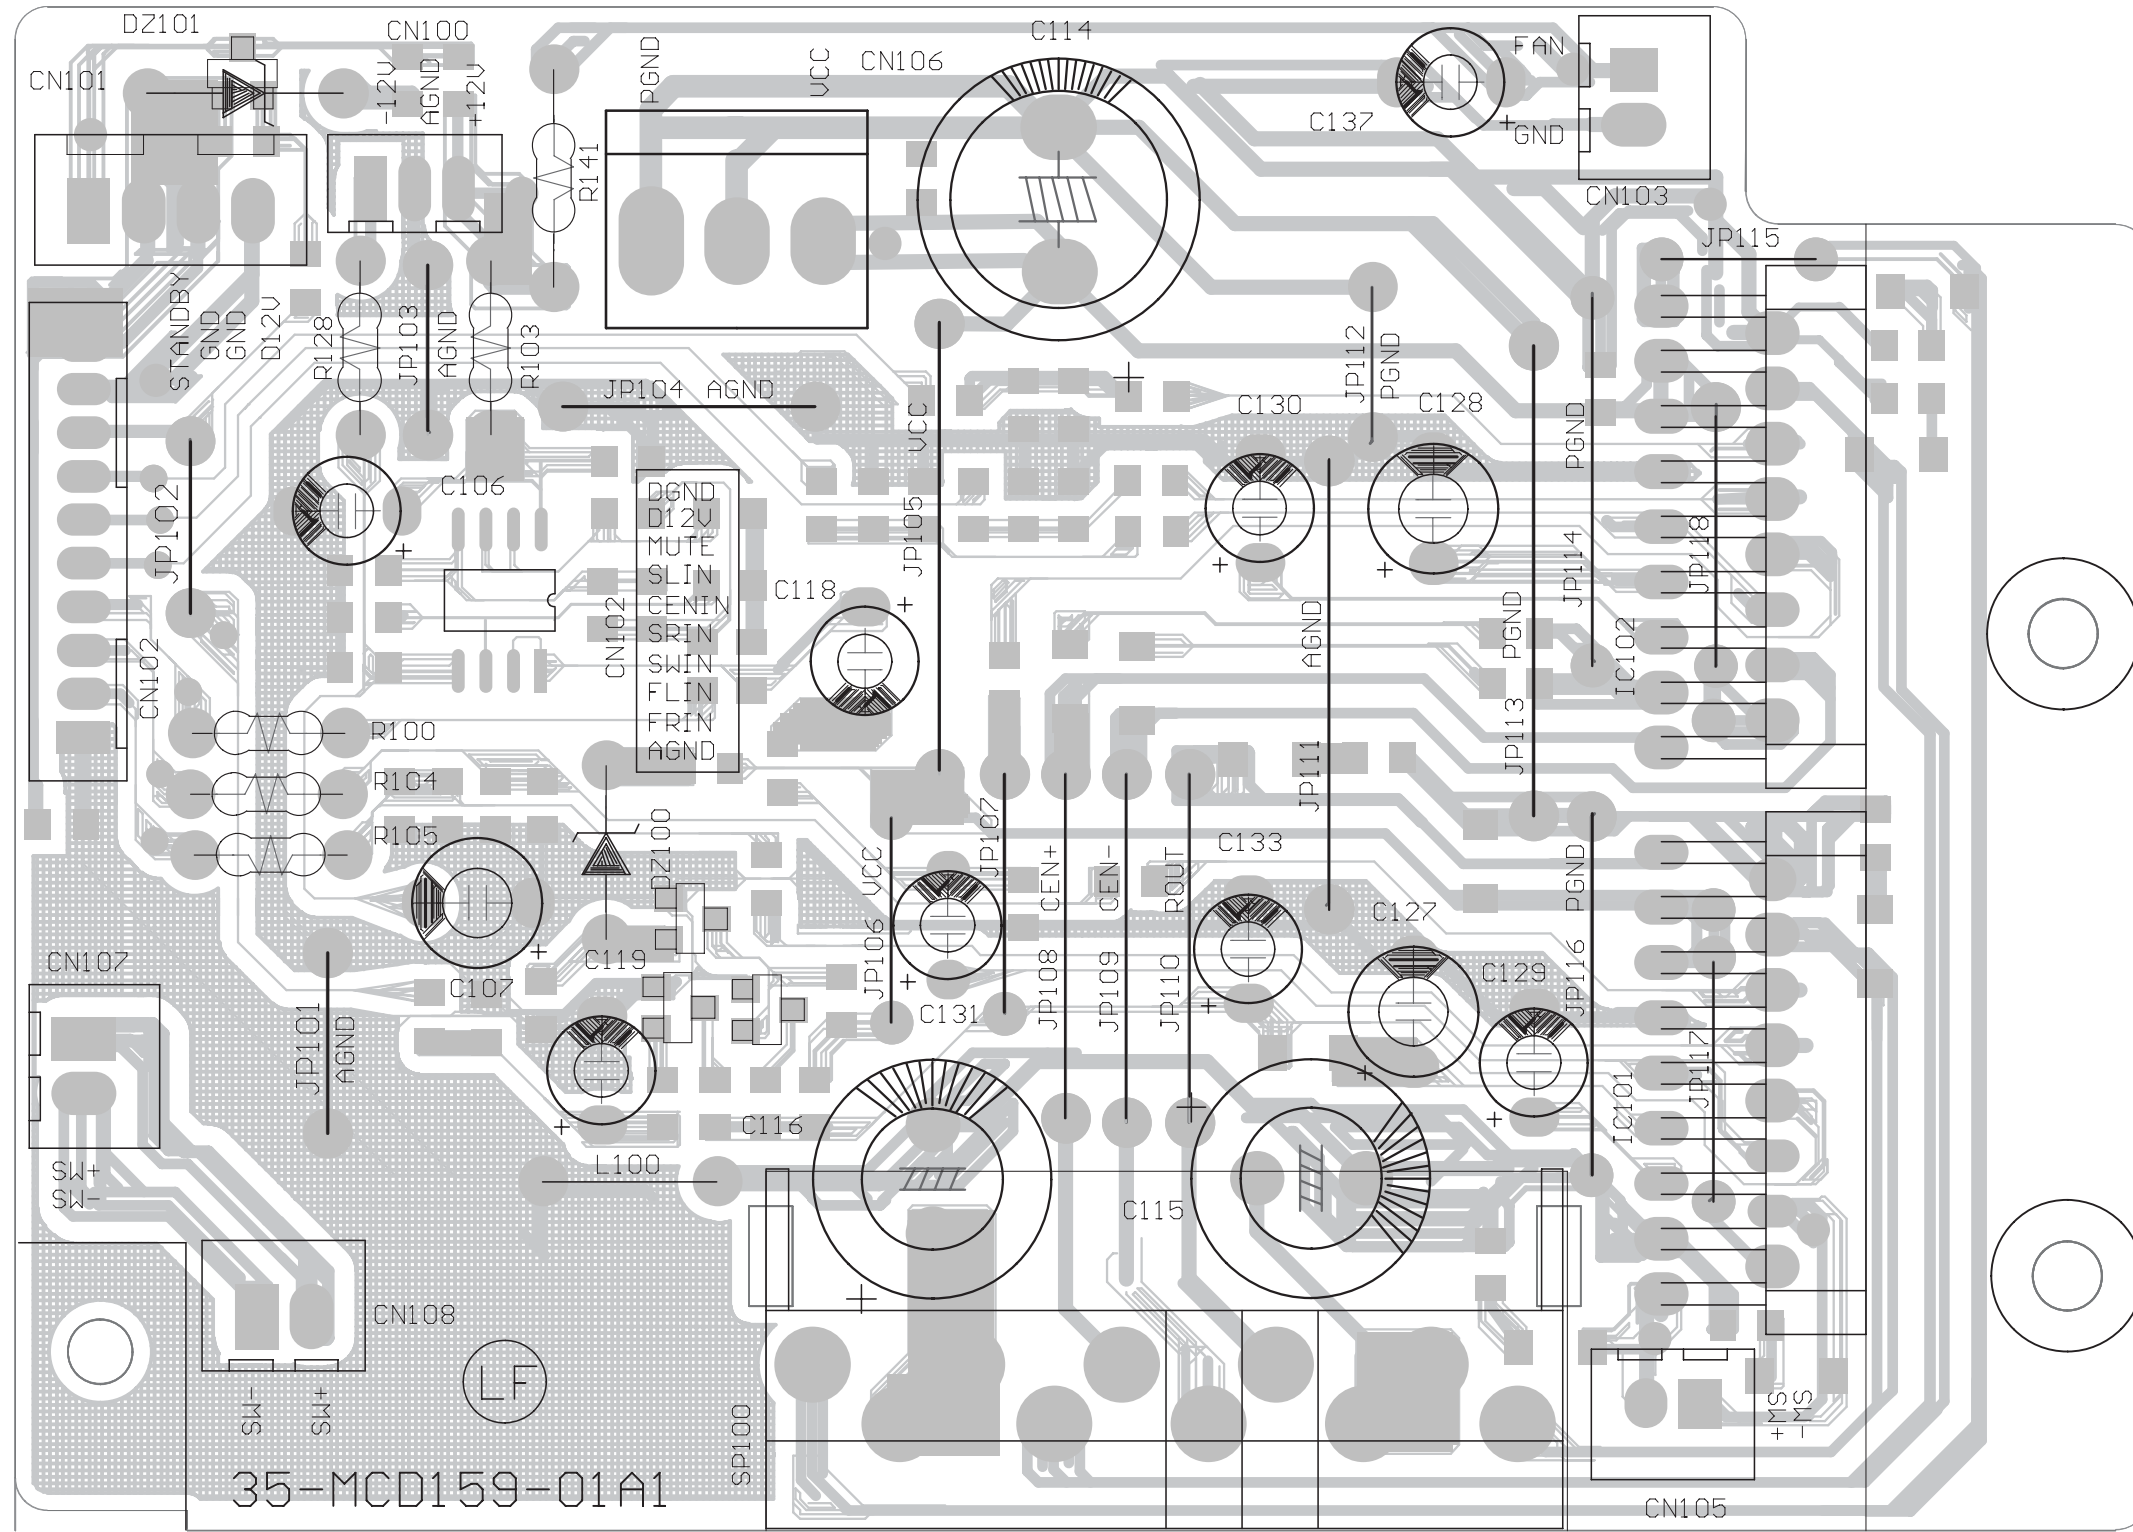 DZ101
CN100
C114
FAN
CN101
-12V
AGND
+12V
PGND
VCC
CN106
C137
GND
CN103
R141
JP115
STANDBY
GND
GND
D12V
R128
JP103
AGND
R103
JP104 AGND
VCC
JP112
PGND
C130
C128
PGND
C106
JP102
DGND
D12V
MUTE
SLIN
CENIN
SRIN
SWIN
FLIN
FRIN
AGND
CN102
JP105
C118
AGND
PGND
JP114
JP118
IC102
CN102
R100
R104
R105
DZ100
JP113
JP111
JP107
VCC
CEN+
CEN-
ROUT
C133
C127
PGND
CN107
C119
C107
JP106
C131
JP108
JP109
JP110
C129
JP116
JP101
AGND
C116
L100
JP117
IC101
SW+
SW-
C115
CN108
SW-
SW+
LF
SP100
+MS
-MS
35-MCD159-01A1
CN105